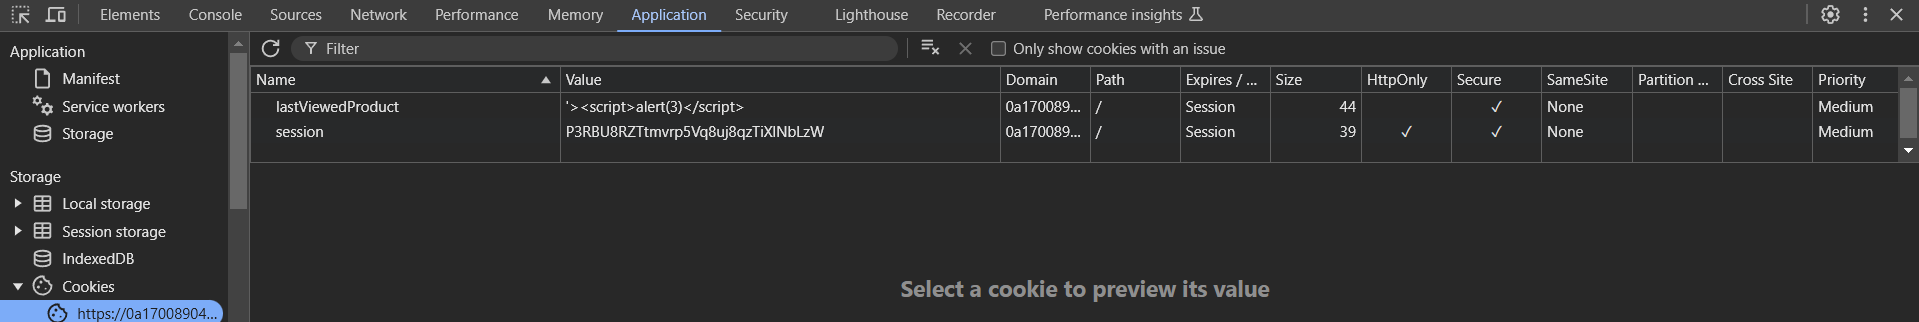 Elements Console Sources Network Performance Memory Application Security Lighthouse Recorder Performance insights
Application
Manifest
Service workers
Storage
Storage
Local storage
Session storage
IndexedDB
Cookies
https://0a17008904...
Filter
Only show cookies with an issue
Name Value Domain Path Expires / ... Size HttpOnly Secure SameSite Partition ... Cross Site Priority
lastViewedProduct '><script>alert(3)</script> 0a170089... / Session 44 ✓ None Medium
session P3RBU8RZTtmvrp5Vq8uj8qzTiXlNbLzW 0a170089... / Session 39 ✓ ✓ None Medium
Select a cookie to preview its value